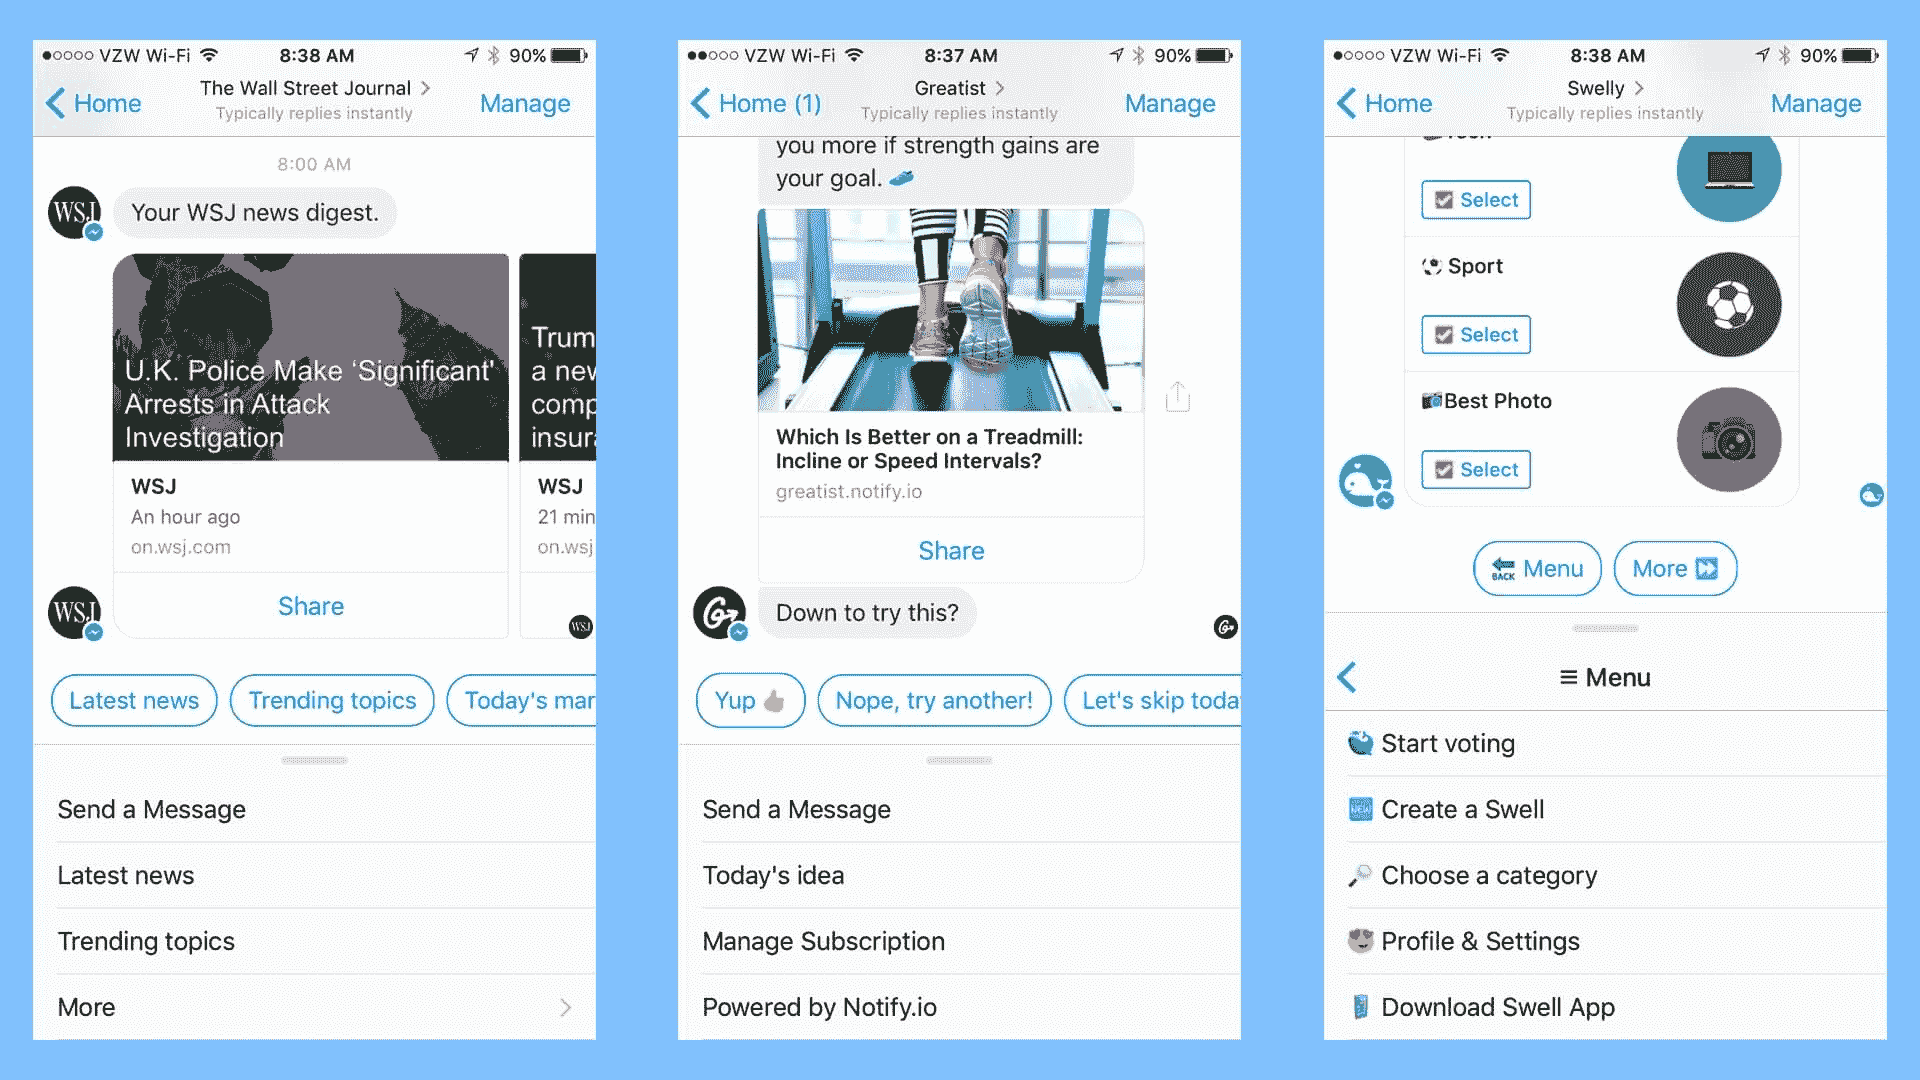 VZW Wi-Fi 8:38 AM 90%
Home The Wall Street Journal Manage
Typically replies instantly
8:00 AM
WSJ
Your WSJ news digest.
U.K. Police Make ‘Significant'
Arrests in Attack
Investigation
WSJ
An hour ago
on.wsj.com
Share
WSJ
Trum
a new
comp
insura
WSJ
21 min
on.wsj
WSJ
Latest news Trending topics Today's mar
Send a Message
Latest news
Trending topics
More
VZW Wi-Fi 8:37 AM 90%
Home (1) Greatist Manage
Typically replies instantly
you more if strength gains are
your goal.
Which Is Better on a Treadmill:
Incline or Speed Intervals?
greatist.notify.io
Share
G
Down to try this?
G
Yup Nope, try another! Let's skip toda
Send a Message
Today's idea
Manage Subscription
Powered by Notify.io
VZW Wi-Fi 8:38 AM 90%
Home Swelly Manage
Typically replies instantly
Select
Sport
Select
Best Photo
Select
BACK Menu More
Menu
Start voting
NEW Create a Swell
Choose a category
Profile & Settings
Download Swell App